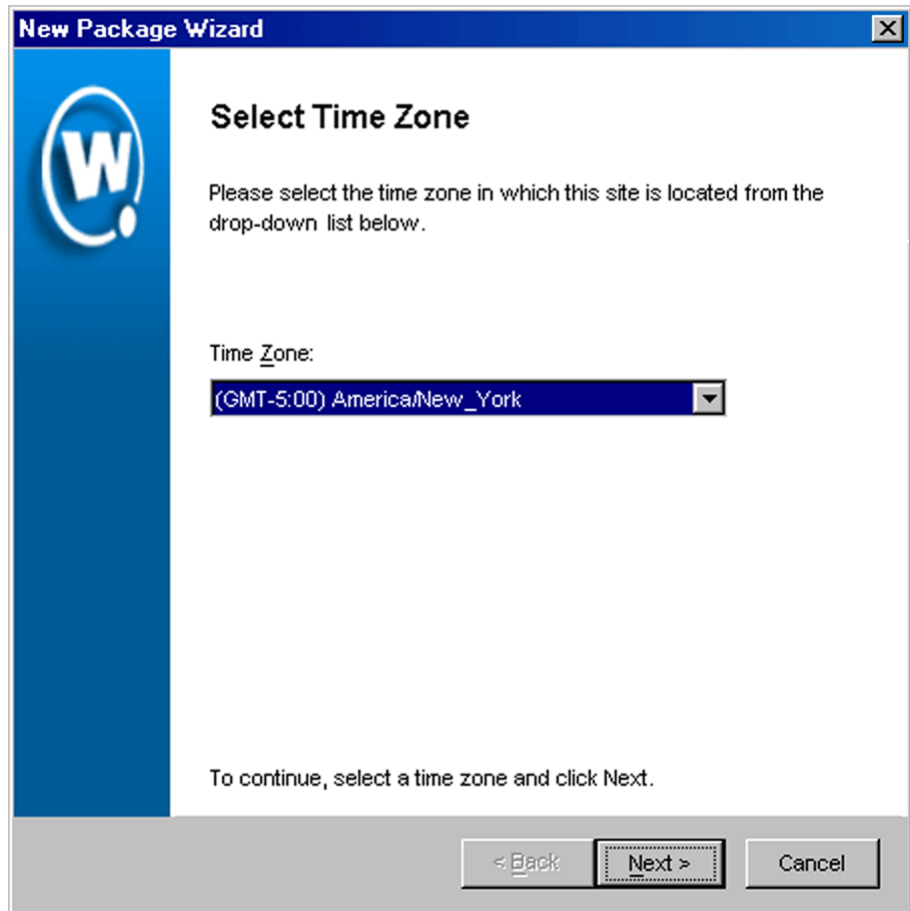 New Package Wizard
W
Select Time Zone
Please select the time zone in which this site is located from the
drop-down list below.
Time Zone:
(GMT-5:00) America/New_York
To continue, select a time zone and click Next.
< Back Next > Cancel